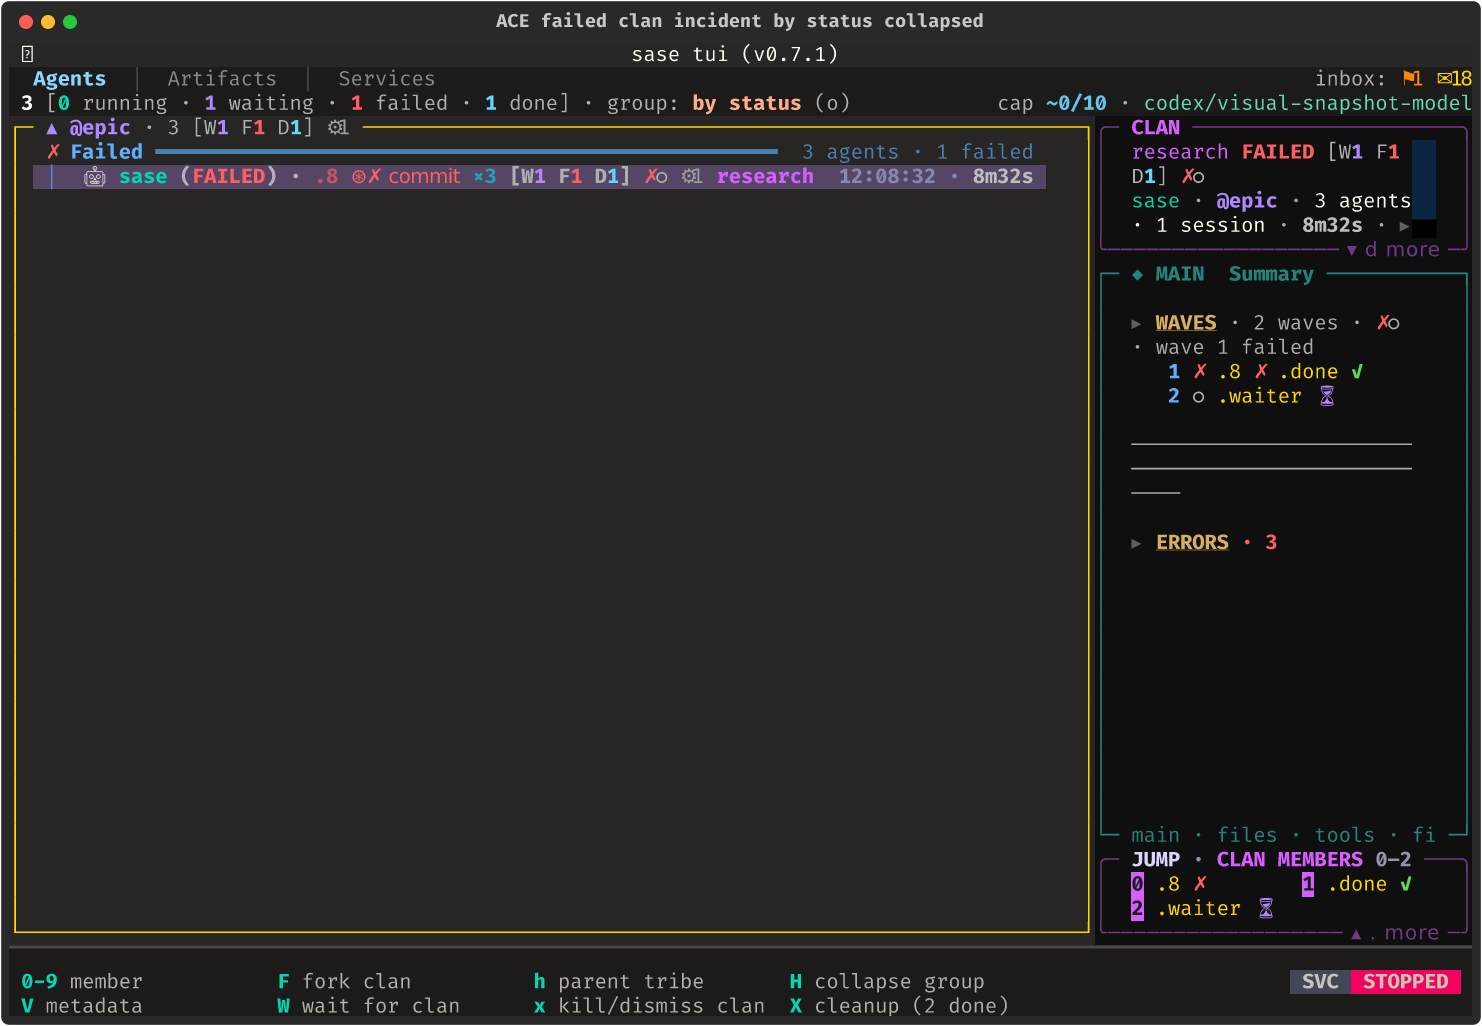 ACE failed clan incident by status collapsed
sase tui (v0.7.1)
Agents │ Artifacts │ Services
inbox: ⚑1 ✉18
3 [0 running · 1 waiting · 1 failed · 1 done] · group: by status (o)
cap ~0/10 · codex/visual-snapshot-model
▲ @epic · 3 [W1 F1 D1] ⚙1
✗ Failed 3 agents · 1 failed
🤖 sase (FAILED) · .8 ⊛✗ commit ×3 [W1 F1 D1] ✗○ ⚙1 research 12:08:32 · 8m32s
CLAN
research FAILED [W1 F1
D1] ✗○
sase · @epic · 3 agents
· 1 session · 8m32s · ▶
▼ d more
◆ MAIN Summary
▶ WAVES · 2 waves · ✗○
· wave 1 failed
1 ✗ .8 ✗ .done ✓
2 ○ .waiter ⏳
▶ ERRORS · 3
main · files · tools · fi
JUMP · CLAN MEMBERS 0–2
0 .8 ✗ 1 .done ✓
2 .waiter ⏳
▲ . more
0-9 member F fork clan h parent tribe H collapse group
V metadata W wait for clan x kill/dismiss clan X cleanup (2 done)
SVC STOPPED